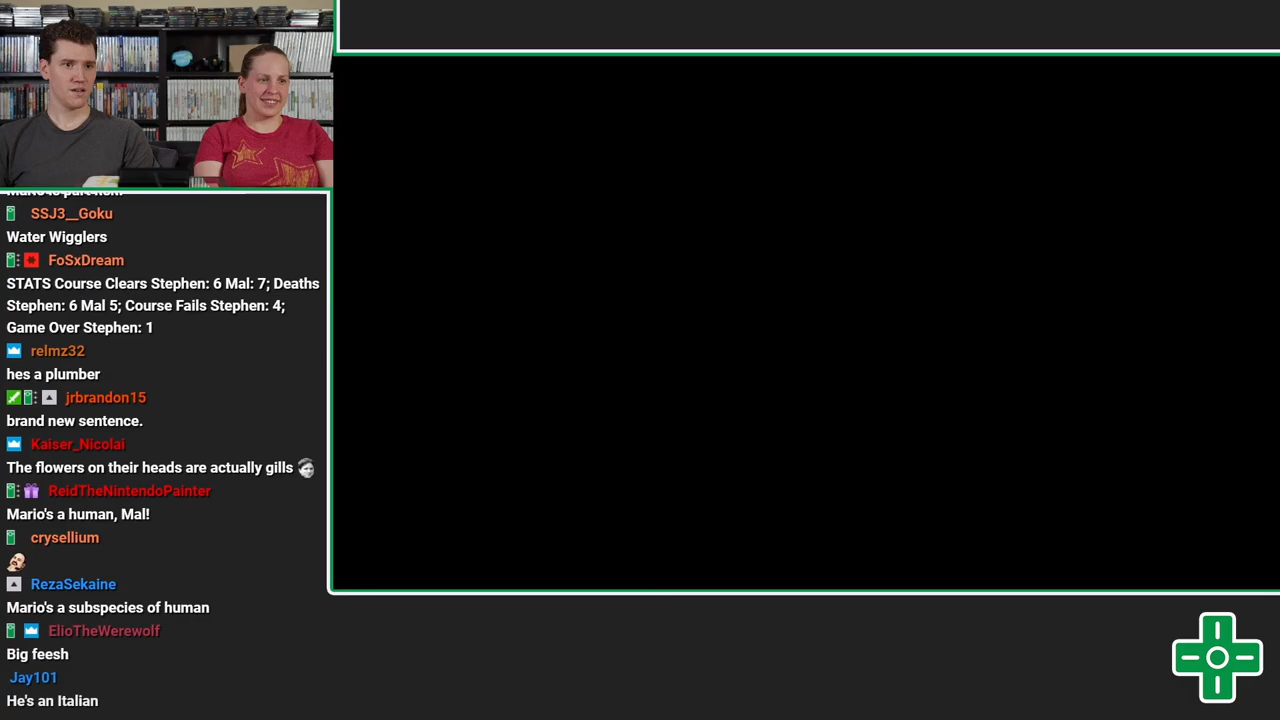 SSJ3__Goku
Water Wigglers
FoSxDream
STATS Course Clears Stephen: 6 Mal: 7; Deaths
Stephen: 6 Mal 5; Course Fails Stephen: 4;
Game Over Stephen: 1
relmz32
hes a plumber
jrbrandon15
brand new sentence.
Kaiser_Nicolai
The flowers on their heads are actually gills
ReidTheNintendoPainter
Mario's a human, Mal!
crysellium
RezaSekaine
Mario's a subspecies of human
ElioTheWerewolf
Big feesh
Jay101
He's an Italian